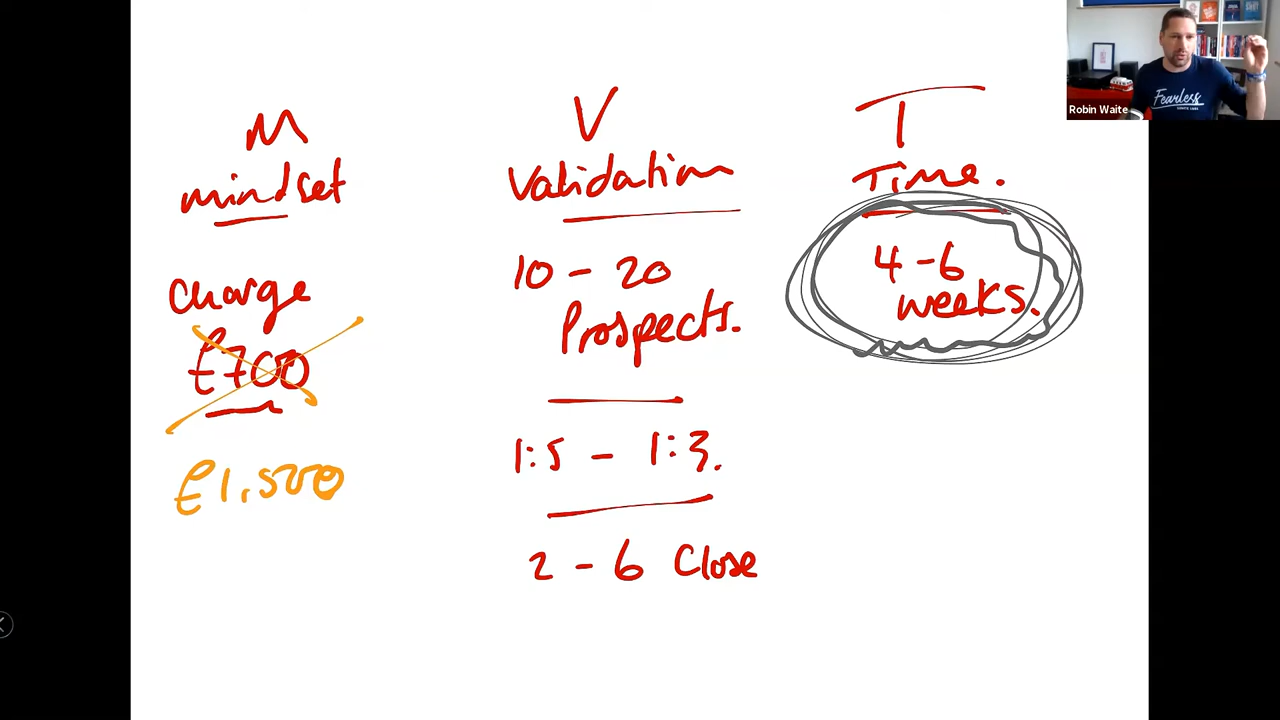 M
mindset
charge
£700
£1,500
V
Validation
10 - 20
Prospects.
1:5 - 1:3.
2 - 6 Close
T
Time.
4 - 6
weeks.
Robin Waite
Fearless